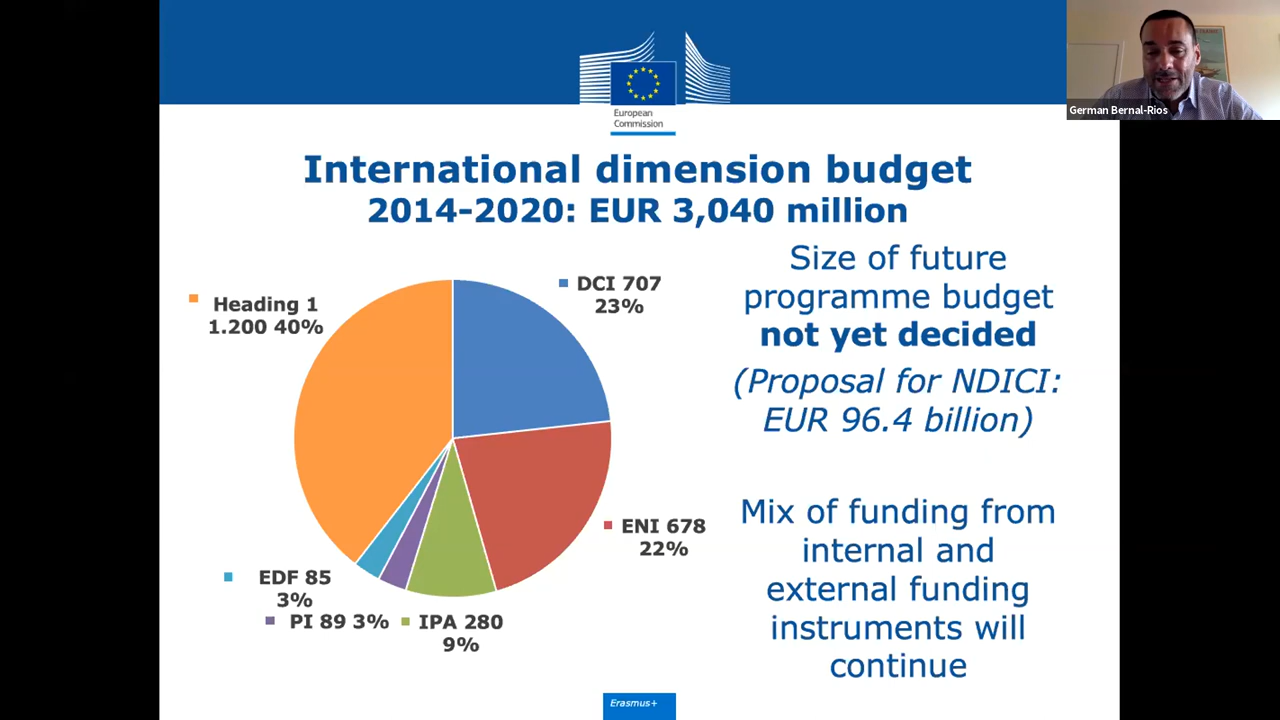 European
Commission
German Bernal-Rios
International dimension budget
2014-2020: EUR 3,040 million
DCI 707
23%
Heading 1
1.200 40%
ENI 678
22%
EDF 85
3%
PI 89 3%
IPA 280
9%
Size of future
programme budget
not yet decided
(Proposal for NDICI:
EUR 96.4 billion)
Mix of funding from
internal and
external funding
instruments will
continue
Erasmus+